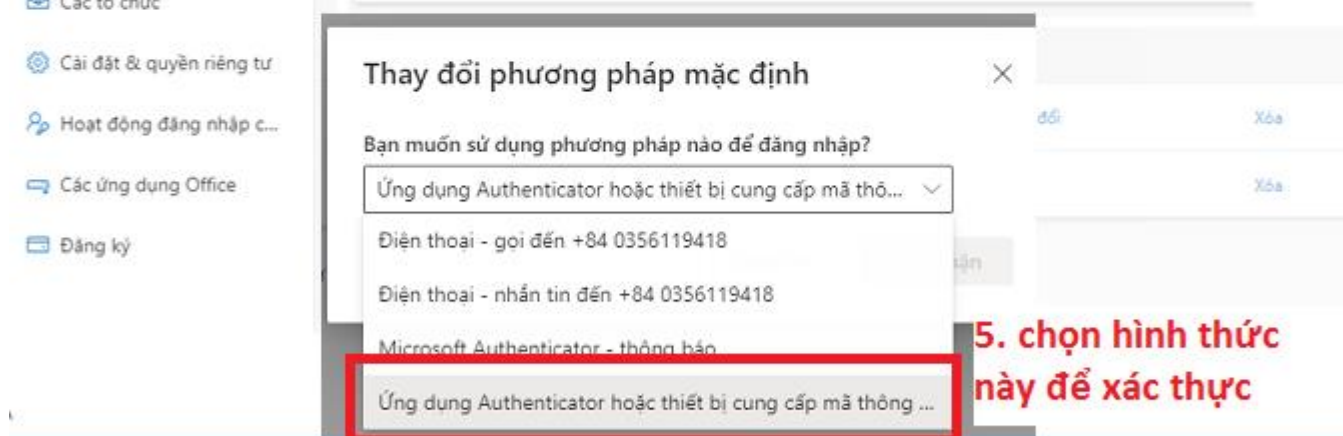 Các tổ chức
Cài đặt & quyền riêng tư
Hoạt động đăng nhập c...
Các ứng dụng Office
Đăng ký
Thay đổi phương pháp mặc định
Bạn muốn sử dụng phương pháp nào để đăng nhập?
Ứng dụng Authenticator hoặc thiết bị cung cấp mã thô...
Điện thoại - gọi đến +84 0356119418
Điện thoại - nhắn tin đến +84 0356119418
Microsoft Authenticator - thông báo
Ứng dụng Authenticator hoặc thiết bị cung cấp mã thông ...
đổi
Xóa
Xóa
5. chọn hình thức
này để xác thực